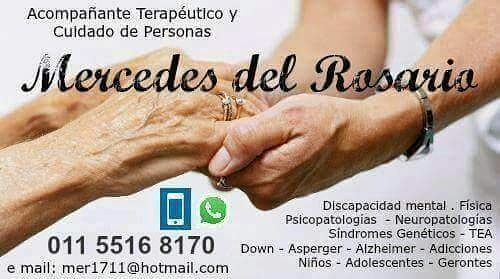 Acompañante Terapéutico y
Cuidado de Personas
Mercedes del Rosario
Discapacidad mental . Física
Psicopatologías - Neuropatologías
Síndromes Genéticos - TEA
Down - Asperger - Alzheimer - Adicciones
Niños - Adolescentes - Gerontes
011 5516 8170
e mail: mer1711@hotmail.com